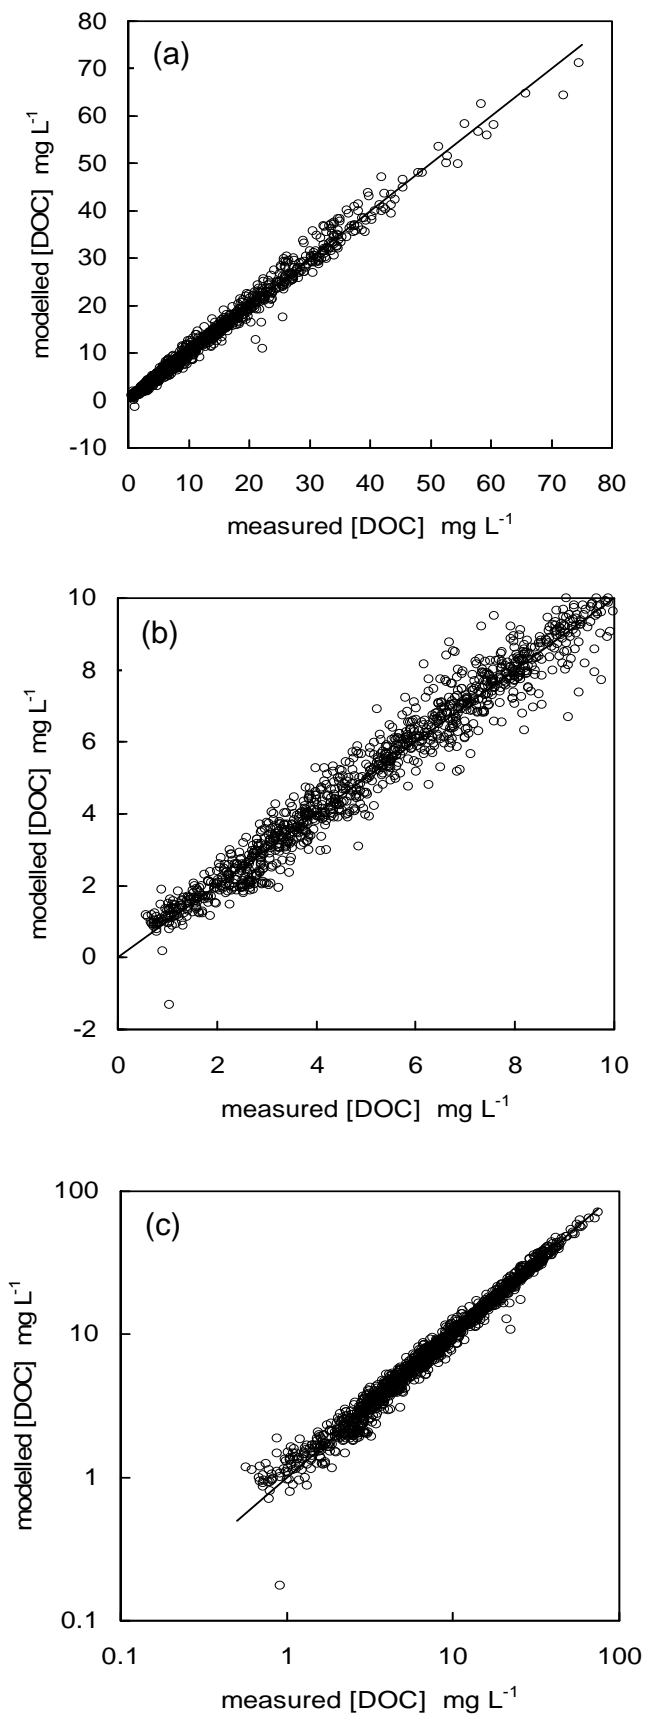 (a)
80
70
60
50
40
30
20
10
0
-10
modelled [DOC] mg L⁻¹
0 10 20 30 40 50 60 70 80
measured [DOC] mg L⁻¹
(b)
10
8
6
4
2
0
-2
modelled [DOC] mg L⁻¹
0 2 4 6 8 10
measured [DOC] mg L⁻¹
(c)
100
10
1
0.1
modelled [DOC] mg L⁻¹
0.1 1 10 100
measured [DOC] mg L⁻¹